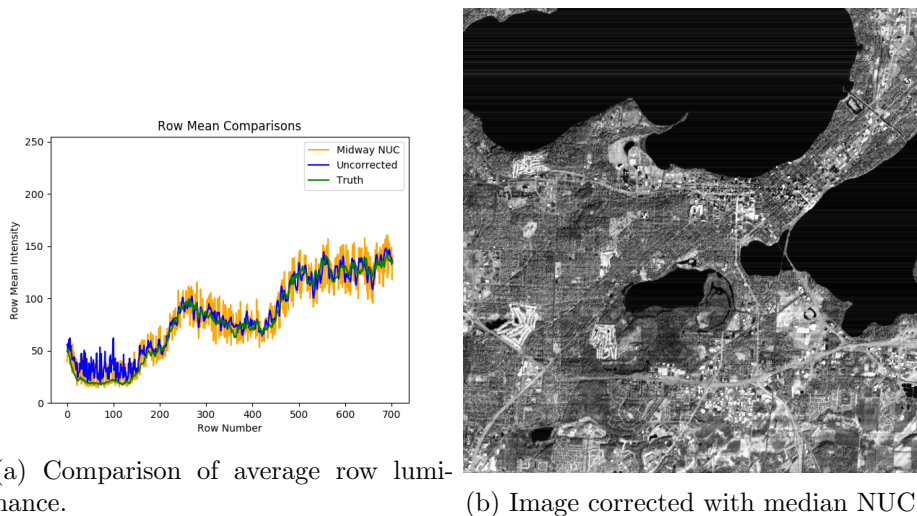 Row Mean Comparisons
250
200
150
100
50
0
Row Mean Intensity
Midway NUC
Uncorrected
Truth
0 100 200 300 400 500 600 700
Row Number
a) Comparison of average row lumi-
nance.
(b) Image corrected with median NUC